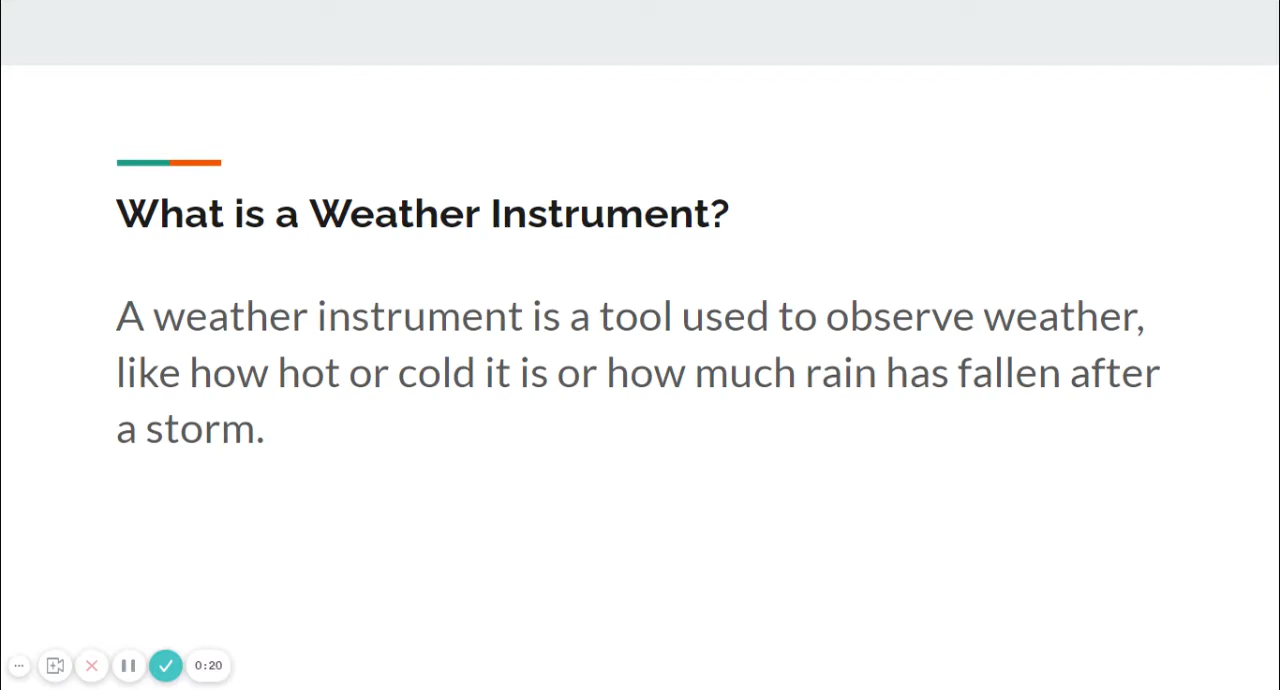 What is a Weather Instrument?
A weather instrument is a tool used to observe weather,
like how hot or cold it is or how much rain has fallen after
a storm.
0:20